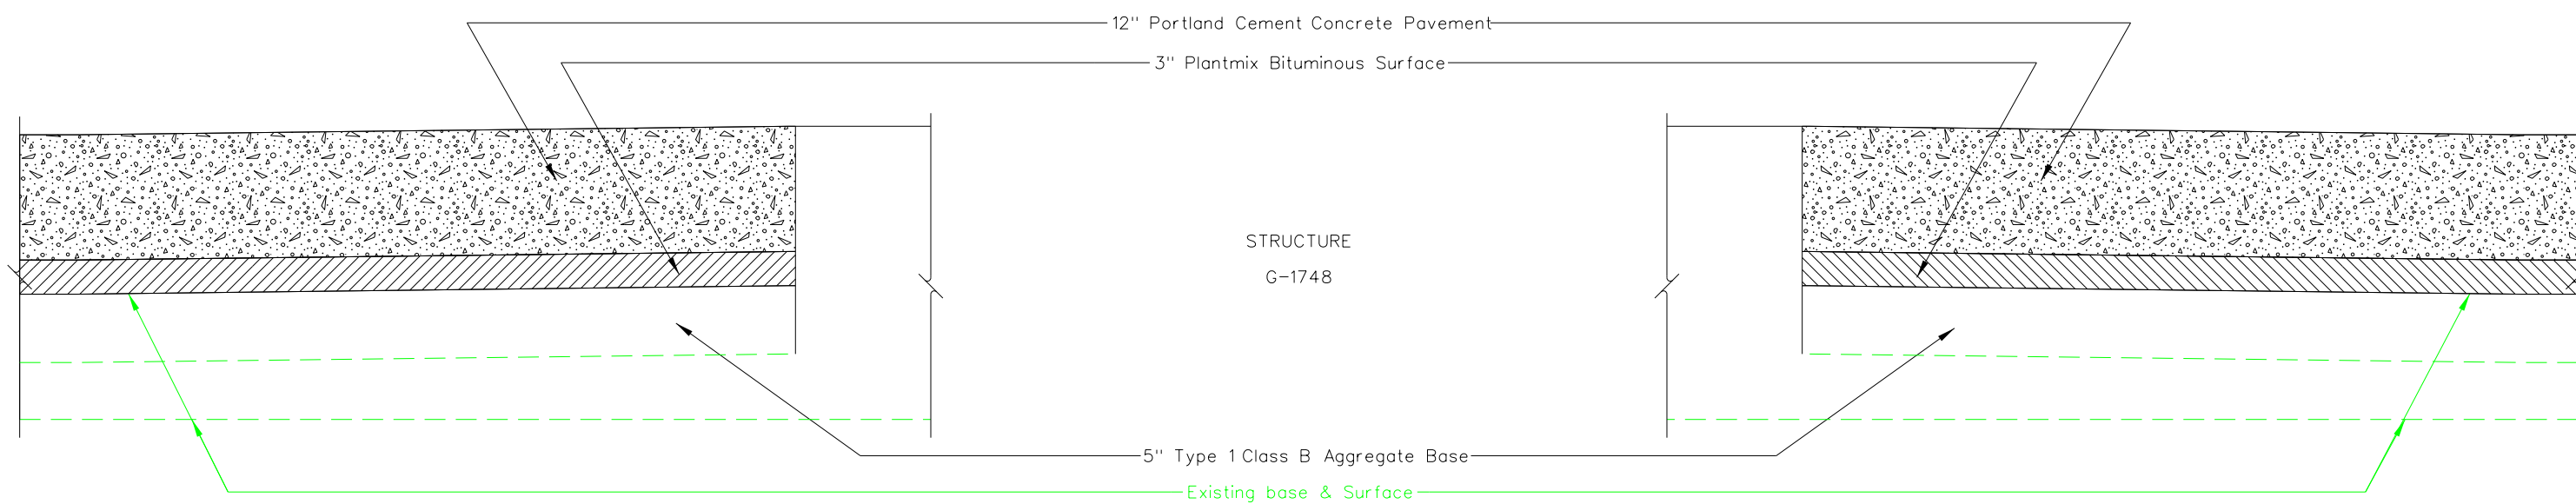 12" Portland Cement Concrete Pavement
3" Plantmix Bituminous Surface
STRUCTURE
G-1748
5" Type 1 Class B Aggregate Base
Existing base & Surface